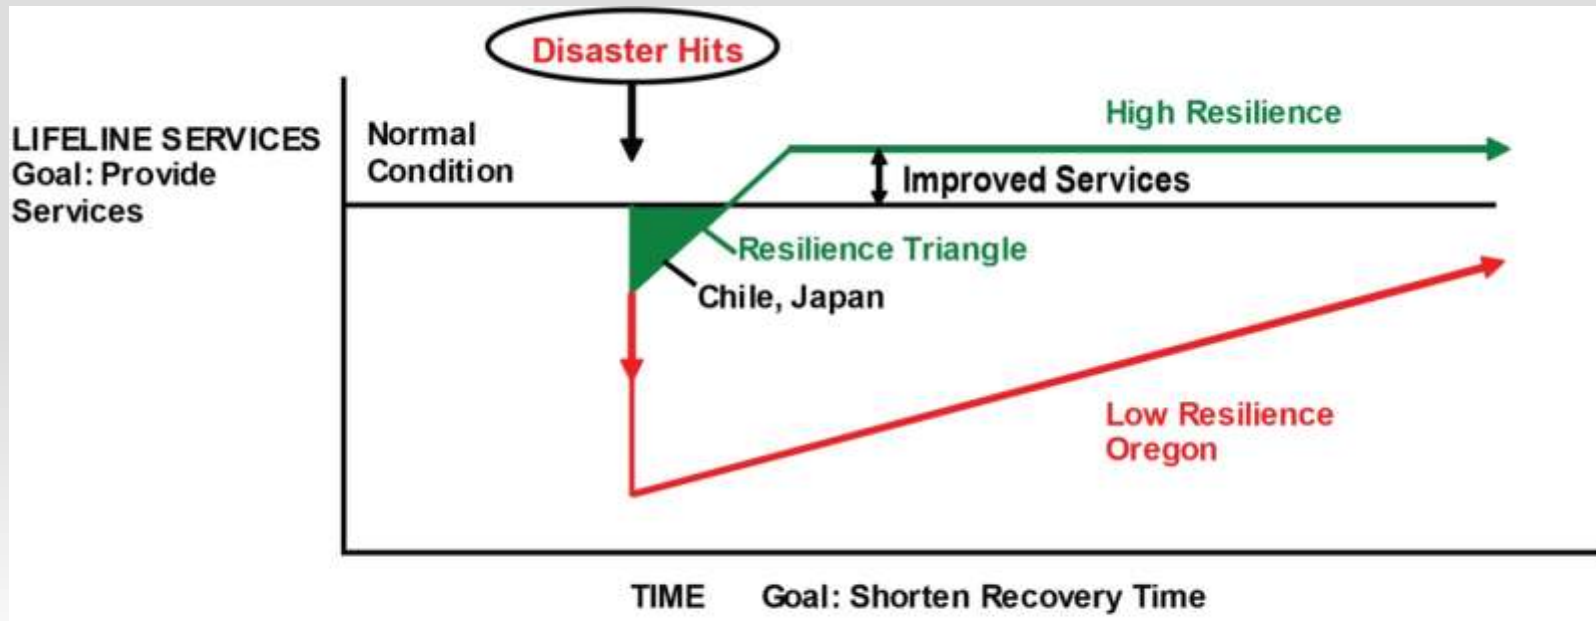 Disaster Hits
LIFELINE SERVICES
Goal: Provide
Services
Normal
Condition
High Resilience
Improved Services
Resilience Triangle
Chile, Japan
Low Resilience
Oregon
TIME Goal: Shorten Recovery Time